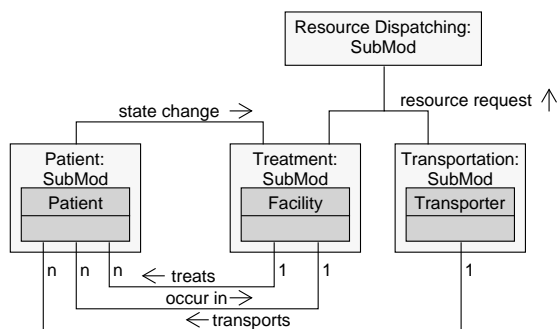 Resource Dispatching:
SubMod
state change
resource request
Patient:
SubMod
Patient
Treatment:
SubMod
Facility
Transportation:
SubMod
Transporter
n
n
n
1
1
1
treats
occur in
transports